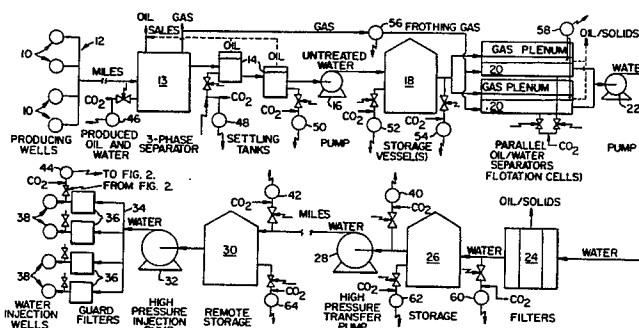 OIL GAS
SALES
GAS
56
FROTHING GAS
58
OIL/SOLIDS
10
12
OIL
OIL
14
UNTREATED
WATER
GAS PLENUM
20
GAS PLENUM
20
WATER
22
MILES
13
16
18
10
CO2
46
CO2
48
CO2
50
CO2
52
CO2
54
CO2
PRODUCING
WELLS
PRODUCED
OIL AND
WATER
3-PHASE
SEPARATOR
SETTLING
TANKS
PUMP
STORAGE
VESSEL(S)
PARALLEL
OIL/WATER
SEPARATORS
FLOTATION CELLS)
PUMP
44
TO FIG. 2.
CO2
FROM FIG. 2.
34
38
36
WATER
38
36
32
42
CO2
MILES
30
CO2
64
WATER
40
CO2
28
26
CO2
62
WATER
60
CO2
OIL/SOLIDS
24
WATER
WATER
INJECTION
WELLS
GUARD
FILTERS
HIGH
PRESSURE
INJECTION
REMOTE
STORAGE
HIGH
PRESSURE
TRANSFER
PUMP
STORAGE
FILTERS